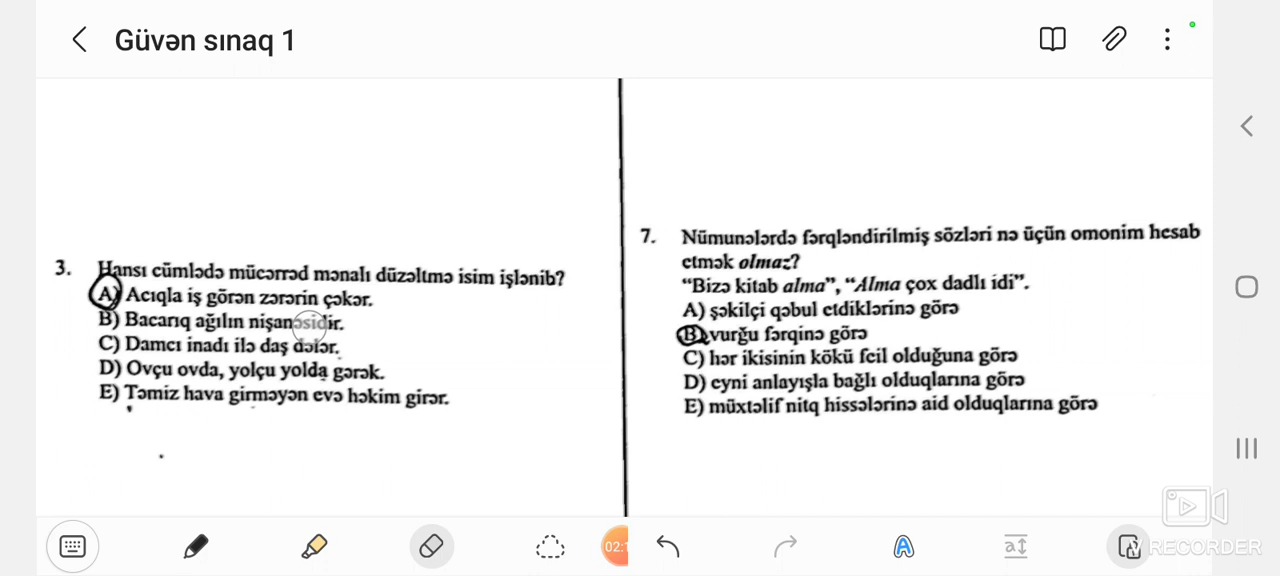 Güvən sınaq 1
3. Hansı cümlədə mücərrəd mənalı düzəltmə isim işlənib?
A) Acıqla iş görən zərərin çəkər.
B) Bacarıq ağılın nişanəsidir.
C) Damcı inadı ilə daş dələr.
D) Ovçu ovda, yolçu yolda gərək.
E) Təmiz hava girməyən evə həkim girər.
7. Nümunələrdə fərqləndirilmiş sözləri nə üçün omonim hesab
etmək olmaz?
“Bizə kitab alma”, “Alma çox dadlı idi”.
A) şəkilçi qəbul etdiklərinə görə
B) vurğu fərqinə görə
C) hər ikisinin kökü feil olduğuna görə
D) eyni anlayışla bağlı olduqlarına görə
E) müxtəlif nitq hissələrinə aid olduqlarına görə
02:1
A
a
RECORDER